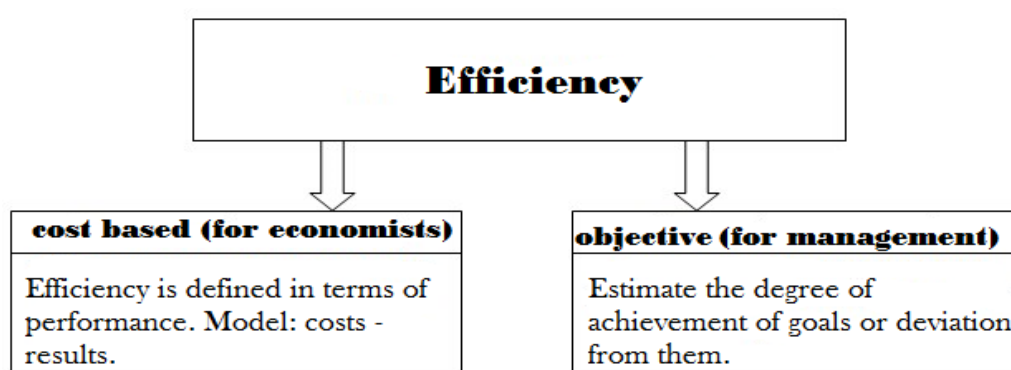 Efficiency
cost based (for economists)
Efficiency is defined in terms of
performance. Model: costs -
results.
objective (for management)
Estimate the degree of
achievement of goals or deviation
from them.